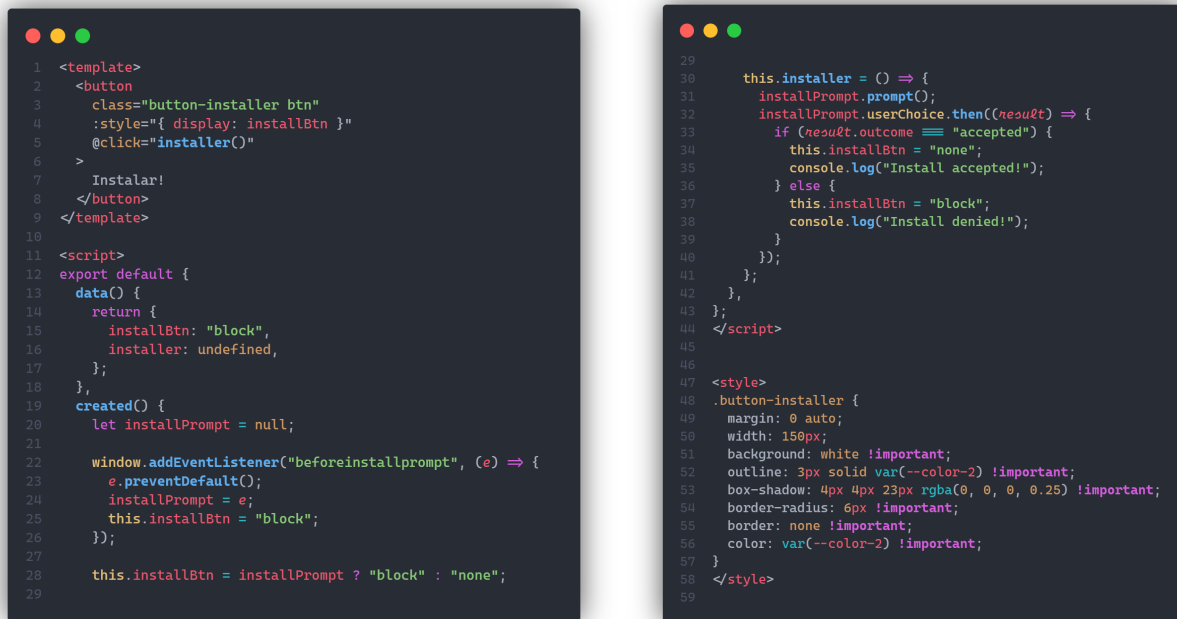 1 <template>
2   <button
3     class="button-installer btn"
4     :style="{ display: installBtn }"
5     @click="installer()"
6   >
7     Instalar!
8   </button>
9 </template>
10
11 <script>
12 export default {
13   data() {
14     return {
15       installBtn: "block",
16       installer: undefined,
17     };
18   },
19   created() {
20     let installPrompt = null;
21
22     window.addEventListener("beforeinstallprompt", (e) => {
23       e.preventDefault();
24       installPrompt = e;
25       this.installBtn = "block";
26     });
27
28     this.installBtn = installPrompt ? "block" : "none";
29
29
30     this.installer = () => {
31       installPrompt.prompt();
32       installPrompt.userChoice.then((result) => {
33         if (result.outcome === "accepted") {
34           this.installBtn = "none";
35           console.log("Install accepted!");
36         } else {
37           this.installBtn = "block";
38           console.log("Install denied!");
39         }
40       });
41     };
42   },
43 };
44 </script>
45
46
47 <style>
48 .button-installer {
49   margin: 0 auto;
50   width: 150px;
51   background: white !important;
52   outline: 3px solid var(--color-2) !important;
53   box-shadow: 4px 4px 23px rgba(0, 0, 0, 0.25) !important;
54   border-radius: 6px !important;
55   border: none !important;
56   color: var(--color-2) !important;
57 }
58 </style>
59